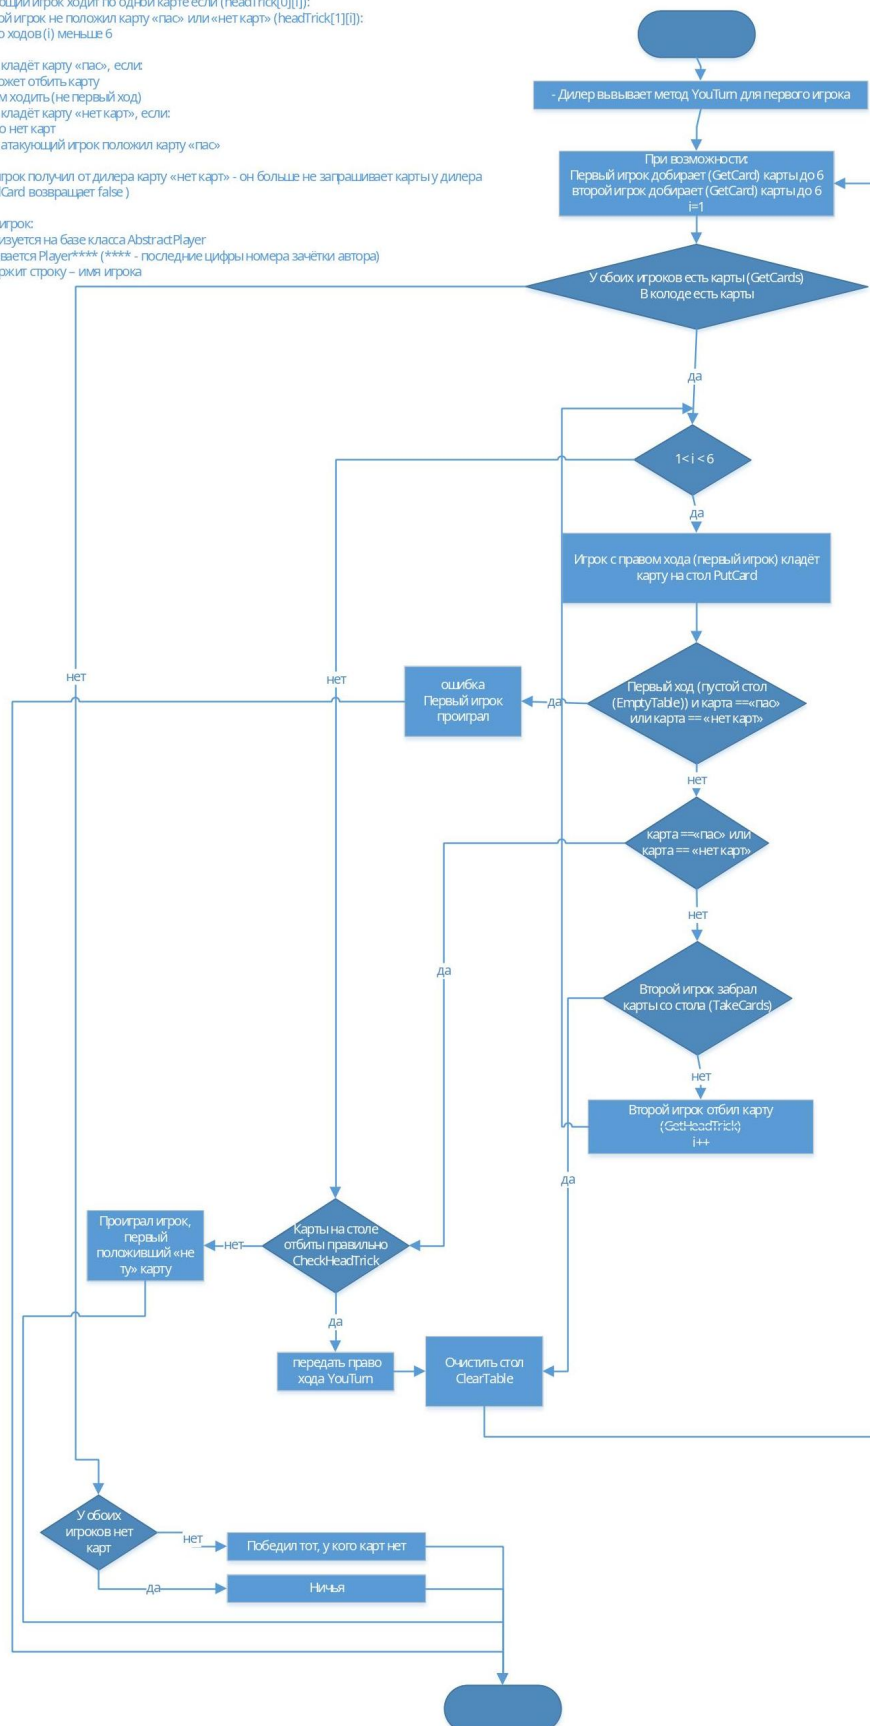 ющий игрок ходит по одной карте если (headTrick[0][i]):
ой игрок не положил карту «пас» или «нет карт» (headTrick[1][i]):
о ходов (i) меньше 6
кладёт карту «пас», если:
ожет отбить карту
м ходить (не первый ход)
кладёт карту «нет карт», если:
о нет карт
атакующий игрок положил карту «пас»
грок получил от дилера карту «нет карт» - он больше не запрашивает карты у дилера
Card возвращает false )
игрок:
изуется на базе класса AbstractPlayer
вается Player**** (**** - последние цифры номера зачётки автора)
ржит строку – имя игрока
- Дилер вывывает метод YouTurn для первого игрока
При возможности:
Первый игрок добирает (GetCard) карты до 6
второй игрок добирает (GetCard) карты до 6
i=1
У обоих игроков есть карты (GetCards)
В колоде есть карты
да
1< i < 6
да
Игрок с правом хода (первый игрок) кладёт
карту на стол PutCard
нет
нет
ошибка
Первый игрок
проиграл
да
Первый ход (пустой стол
(EmptyTable)) и карта ==«пас»
или карта == «нет карт»
нет
карта ==«пас» или
карта == «нет карт»
нет
да
Второй игрок забрал
карты со стола (TakeCards)
нет
Второй игрок отбил карту
(GetHeadTrick)
i++
да
Проиграл игрок,
первый
положивший «не
ту» карту
нет
Карты на столе
отбиты правильно
CheckHeadTrick
да
передать право
хода YouTurn
Очистить стол
ClearTable
У обоих
игроков нет
карт
нет
Победил тот, у кого карт нет
да
Ничья